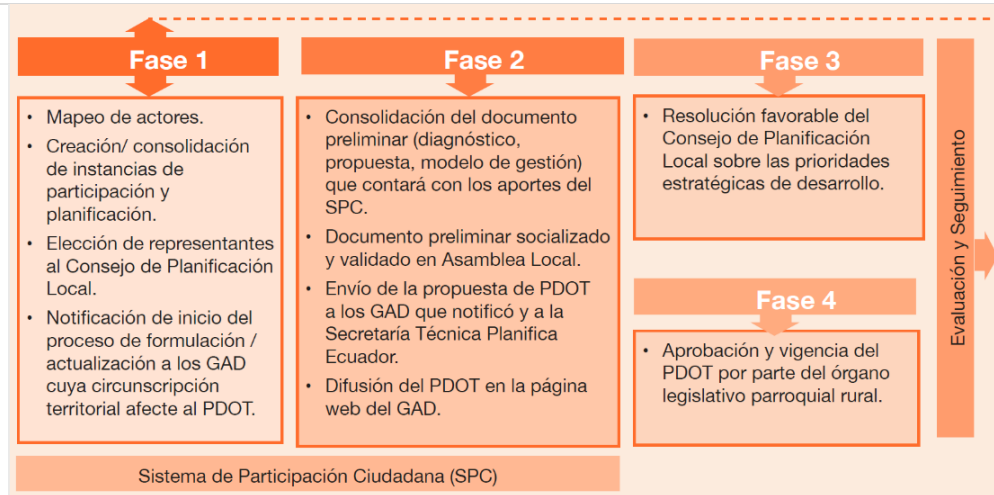 Fase 1
• Mapeo de actores.
• Creación/ consolidación
de instancias de
participación y
planificación.
• Elección de representantes
al Consejo de Planificación
Local.
• Notificación de inicio del
proceso de formulación /
actualización a los GAD
cuya circunscripción
territorial afecte al PDOT.
Fase 2
• Consolidación del documento
preliminar (diagnóstico,
propuesta, modelo de gestión)
que contará con los aportes del
SPC.
• Documento preliminar socializado
y validado en Asamblea Local.
• Envío de la propuesta de PDOT
a los GAD que notificó y a la
Secretaría Técnica Planifica
Ecuador.
• Difusión del PDOT en la página
web del GAD.
Sistema de Participación Ciudadana (SPC)
Fase 3
• Resolución favorable del
Consejo de Planificación
Local sobre las prioridades
estratégicas de desarrollo.
Fase 4
• Aprobación y vigencia del
PDOT por parte del órgano
legislativo parroquial rural.
Evaluación y Seguimiento